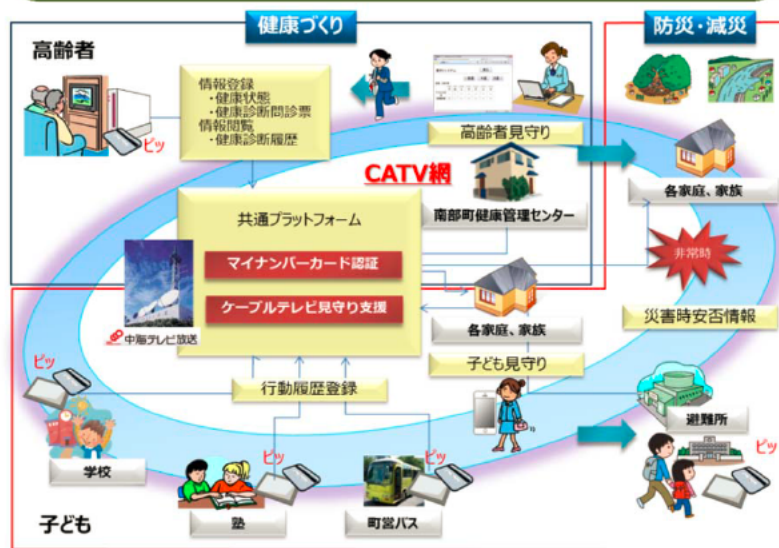 健康づくり
防災・減災
高齢者
情報登録
・健康状態
・健康診断問診票
情報閲覧
・健康診断履歴
ピッ
高齢者見守り
CATV網
南部町健康管理センター
各家庭、家族
共通プラットフォーム
マイナンバーカード認証
ケーブルテレビ見守り支援
中海テレビ放送
非常時
災害時安否情報
各家庭、家族
子ども見守り
行動履歴登録
ピッ
学校
ピッ
塾
ピッ
町営バス
避難所
ピッ
子ども